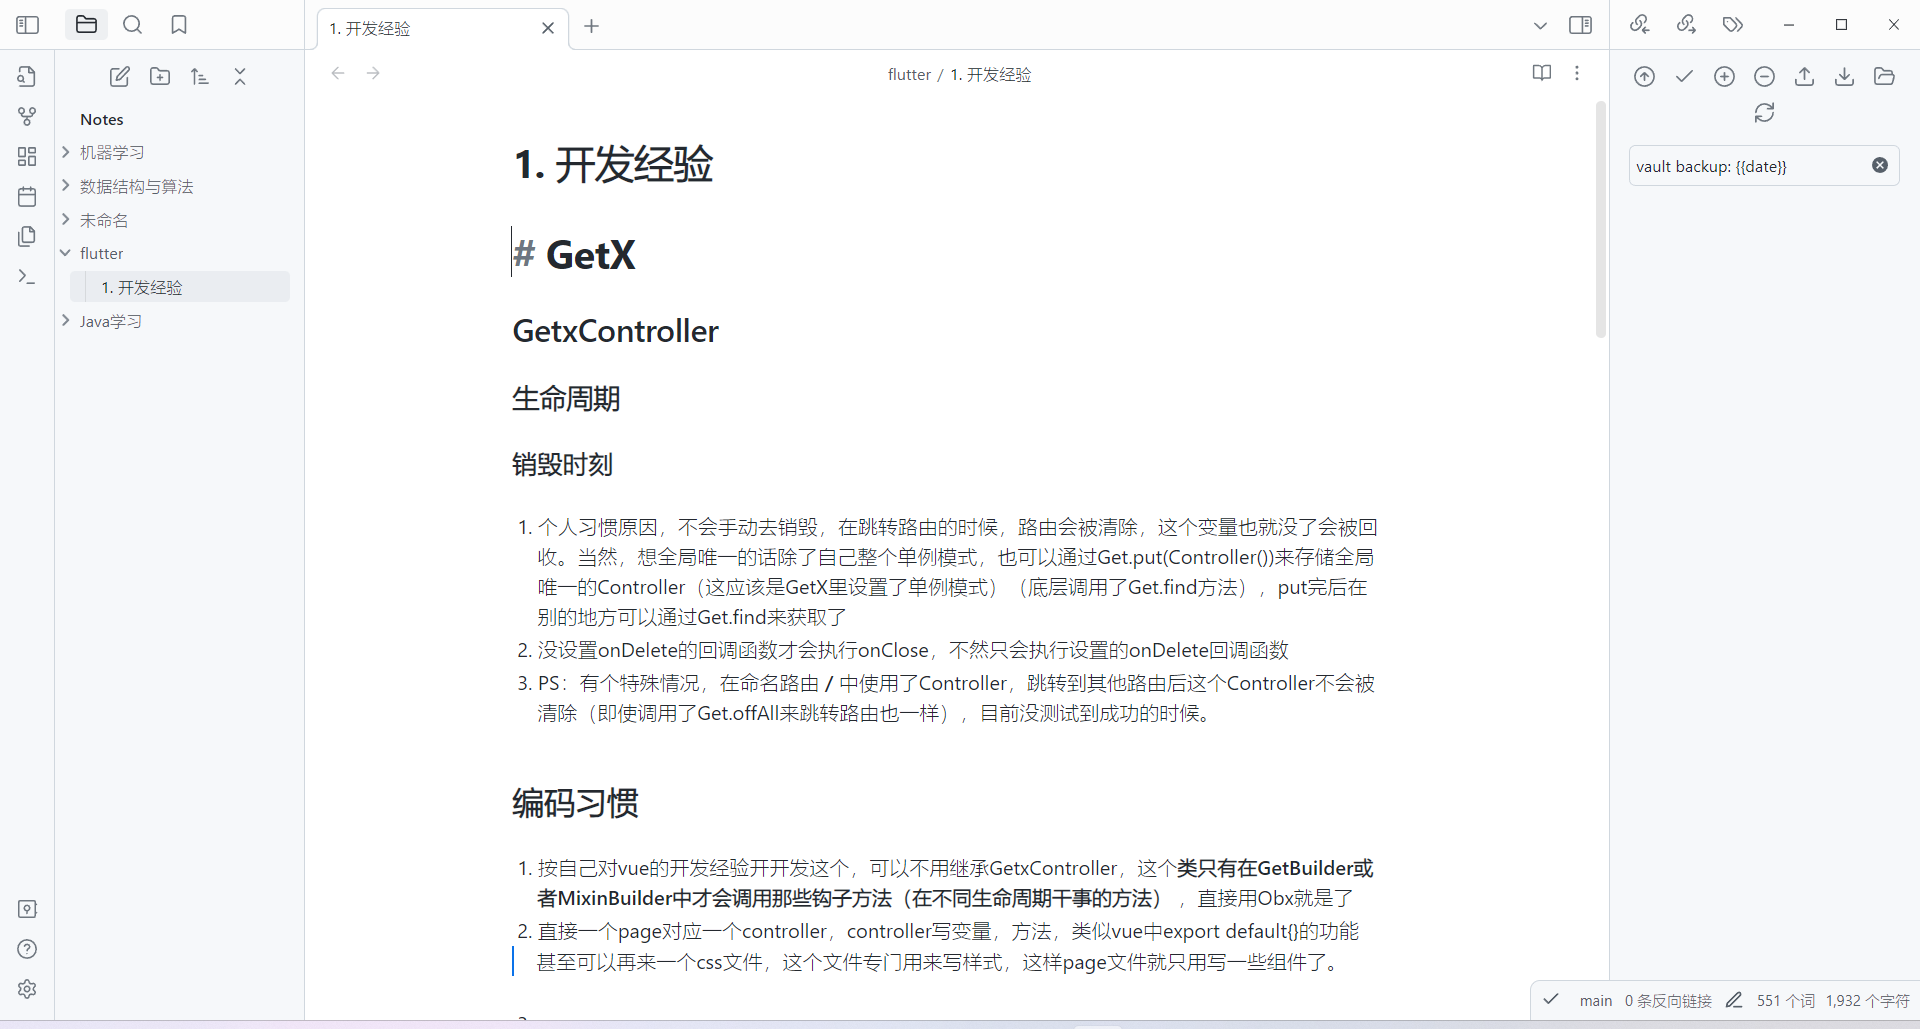 1. 开发经验
flutter / 1. 开发经验
Notes
机器学习
数据结构与算法
未命名
flutter
1. 开发经验
Java学习
1. 开发经验
# GetX
GetxController
生命周期
销毁时刻
1. 个人习惯原因，不会手动去销毁，在跳转路由的时候，路由会被清除，这个变量也就没了会被回
收。当然，想全局唯一的话除了自己整个单例模式，也可以通过Get.put(Controller())来存储全局
唯一的Controller（这应该是GetX里设置了单例模式）（底层调用了Get.find方法），put完后在
别的地方可以通过Get.find来获取了
2. 没设置onDelete的回调函数才会执行onClose，不然只会执行设置的onDelete回调函数
3. PS：有个特殊情况，在命名路由 / 中使用了Controller，跳转到其他路由后这个Controller不会被
清除（即使调用了Get.offAll来跳转路由也一样），目前没测试到成功的时候。
编码习惯
1. 按自己对vue的开发经验开开发这个，可以不用继承GetxController，这个类只有在GetBuilder或
者MixinBuilder中才会调用那些钩子方法（在不同生命周期干事的方法），直接用Obx就是了
2. 直接一个page对应一个controller，controller写变量，方法，类似vue中export default{}的功能
甚至可以再来一个css文件，这个文件专门用来写样式，这样page文件就只用写一些组件了。
vault backup: {{date}}
main 0 条反向链接 551 个词 1,932 个字符